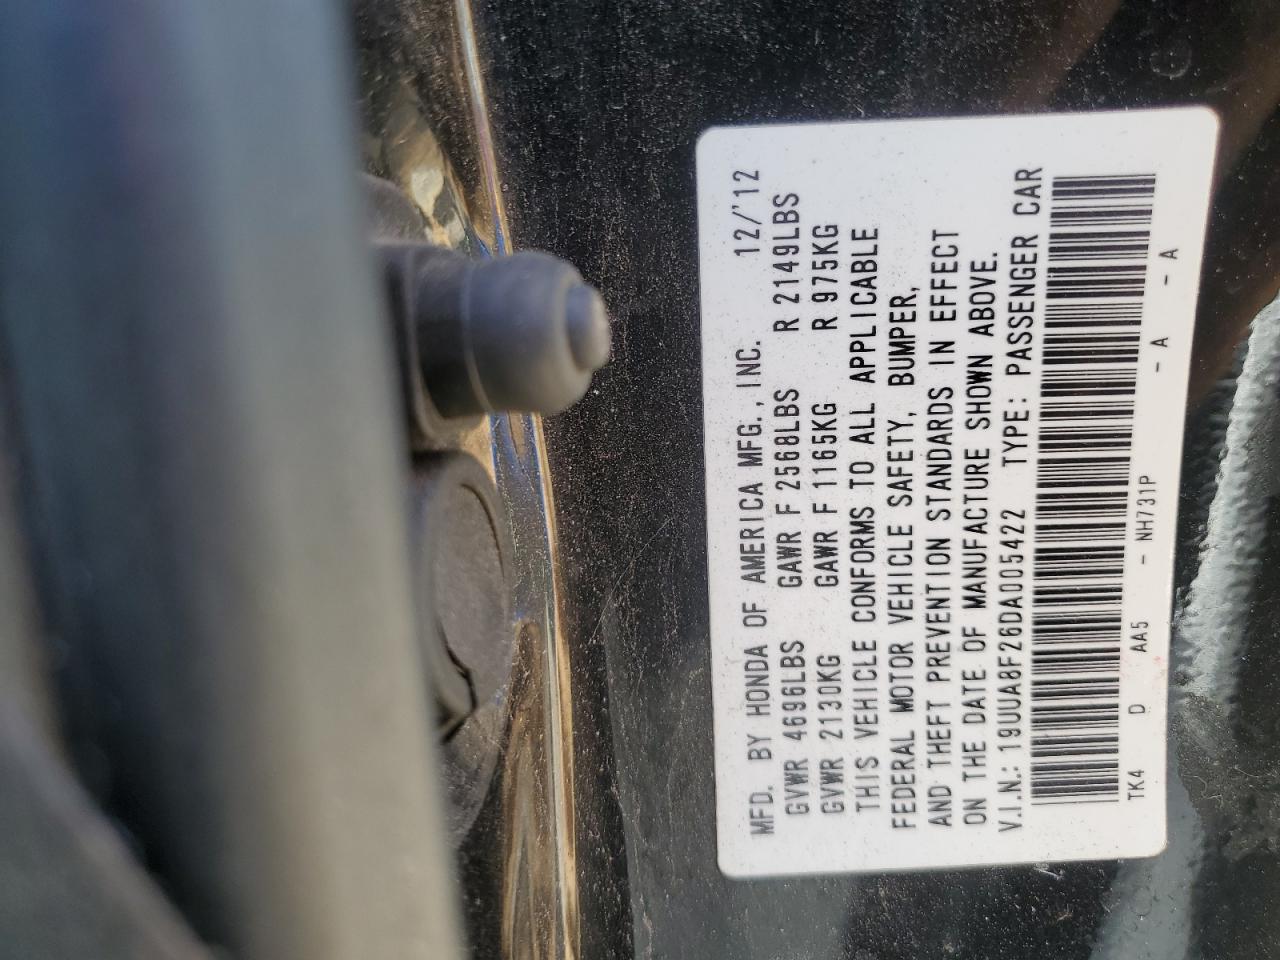 MFD. BY HONDA OF AMERICA MFG., INC. 12/'12
GVWR 4696LBS GAWR F 2568LBS R 2149LBS
GVWR 2130KG GAWR F 1165KG R 975KG
THIS VEHICLE CONFORMS TO ALL APPLICABLE
FEDERAL MOTOR VEHICLE SAFETY, BUMPER,
AND THEFT PREVENTION STANDARDS IN EFFECT
ON THE DATE OF MANUFACTURE SHOWN ABOVE.
V.I.N.: 19UUA8F26DA005422 TYPE: PASSENGER CAR
TK4 D AA5 - NH731P - A - A